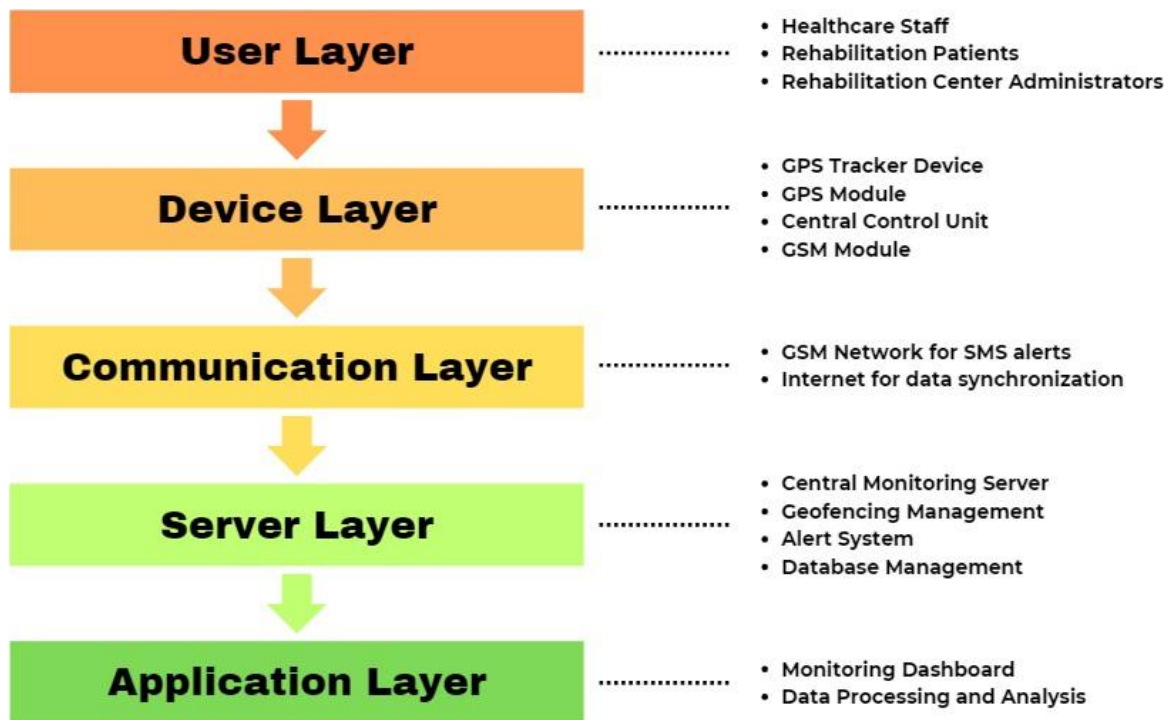 User Layer
• Healthcare Staff
• Rehabilitation Patients
• Rehabilitation Center Administrators
Device Layer
• GPS Tracker Device
• GPS Module
• Central Control Unit
• GSM Module
Communication Layer
• GSM Network for SMS alerts
• Internet for data synchronization
Server Layer
• Central Monitoring Server
• Geofencing Management
• Alert System
• Database Management
Application Layer
• Monitoring Dashboard
• Data Processing and Analysis